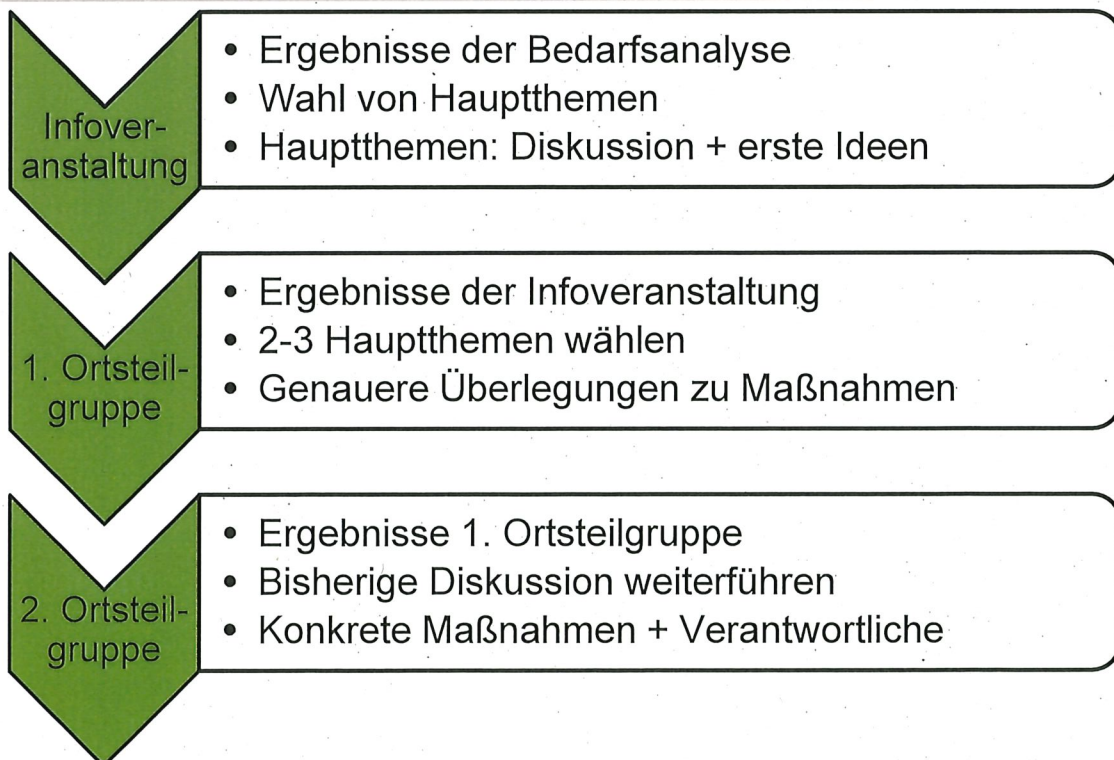 Infover-
anstaltung
• Ergebnisse der Bedarfsanalyse
• Wahl von Hauptthemen
• Hauptthemen: Diskussion + erste Ideen
1. Ortsteil-
gruppe
• Ergebnisse der Infoveranstaltung
• 2-3 Hauptthemen wählen
• Genauere Überlegungen zu Maßnahmen
2. Ortsteil-
gruppe
• Ergebnisse 1. Ortsteilgruppe
• Bisherige Diskussion weiterführen
• Konkrete Maßnahmen + Verantwortliche